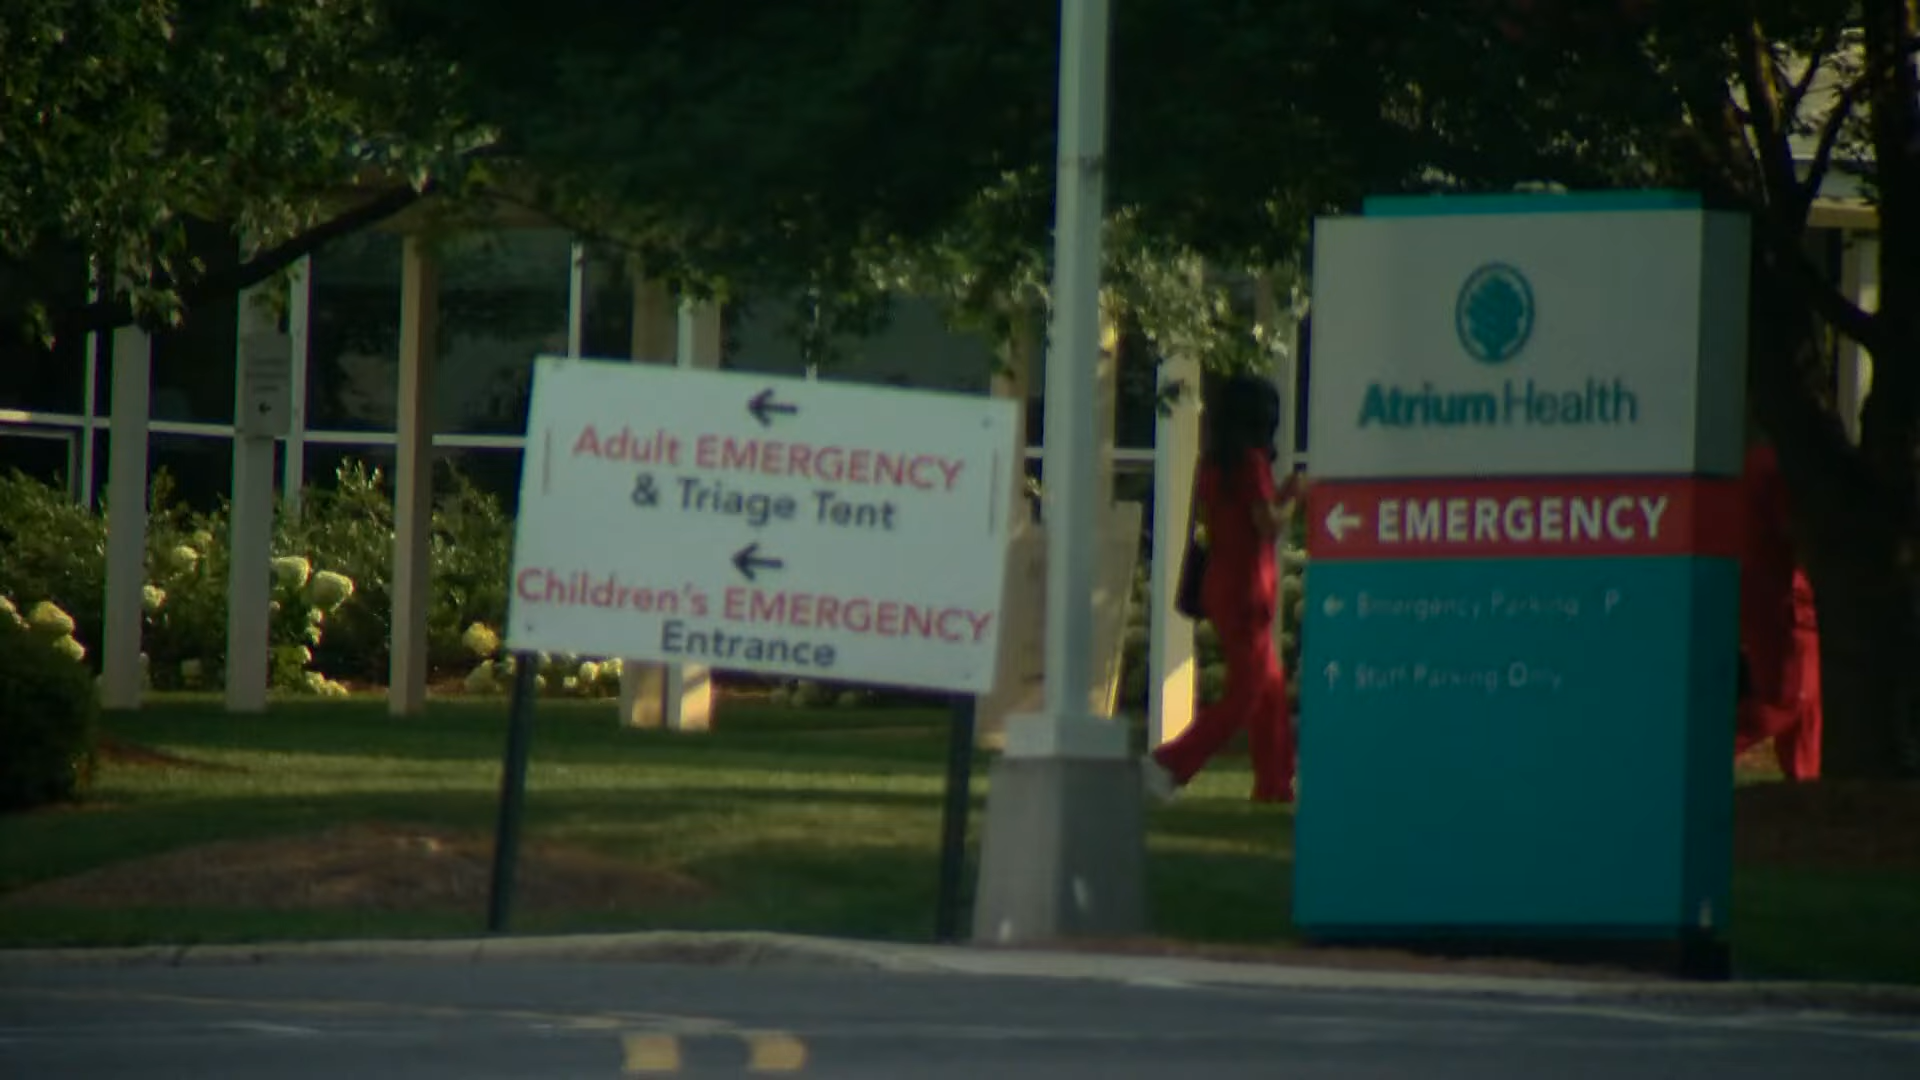 ←
Adult EMERGENCY
& Triage Tent
←
Children's EMERGENCY
Entrance
Atrium Health
← EMERGENCY
← Emergency Parking P
↑ Staff Parking Only